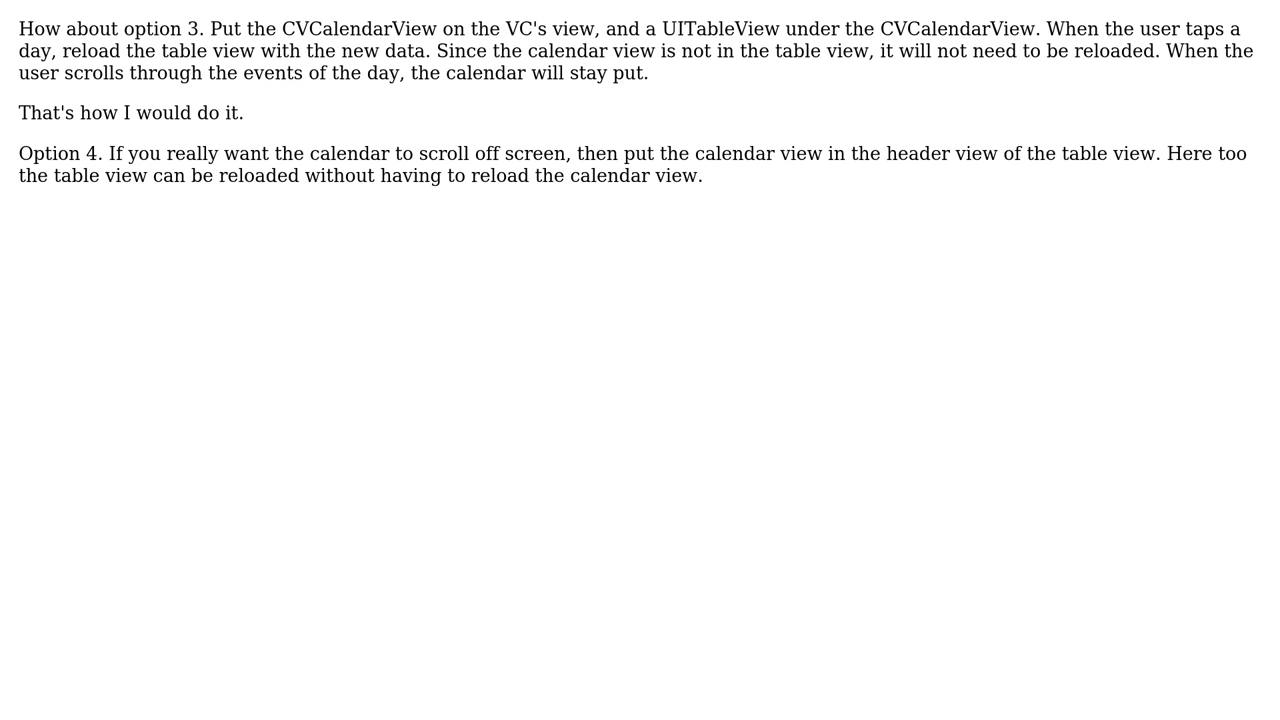 How about option 3. Put the CVCalendarView on the VC's view, and a UITableView under the CVCalendarView. When the user taps a
day, reload the table view with the new data. Since the calendar view is not in the table view, it will not need to be reloaded. When the
user scrolls through the events of the day, the calendar will stay put.
That's how I would do it.
Option 4. If you really want the calendar to scroll off screen, then put the calendar view in the header view of the table view. Here too
the table view can be reloaded without having to reload the calendar view.